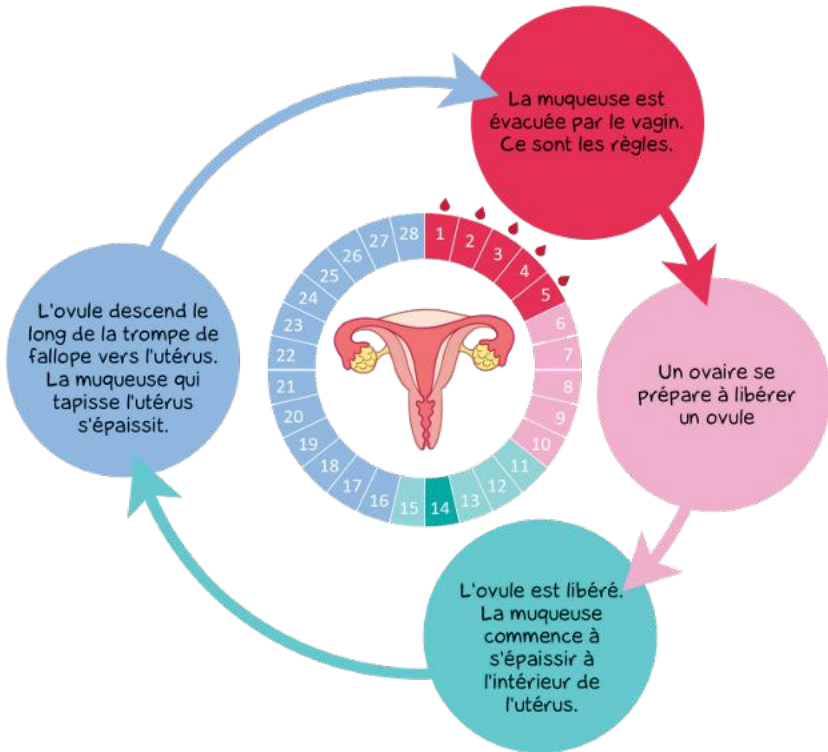 La muqueuse est
évacuée par le vagin.
Ce sont les règles.
Un ovaire se
prépare à libérer
un ovule
L'ovule est libéré.
La muqueuse
commence à
s'épaissir à
l'intérieur de
l'utérus.
L'ovule descend le
long de la trompe de
fallope vers l'utérus.
La muqueuse qui
tapisse l'utérus
s'épaissit.
1
2
3
4
5
6
7
8
9
10
11
12
13
14
15
16
17
18
19
20
21
22
23
24
25
26
27
28